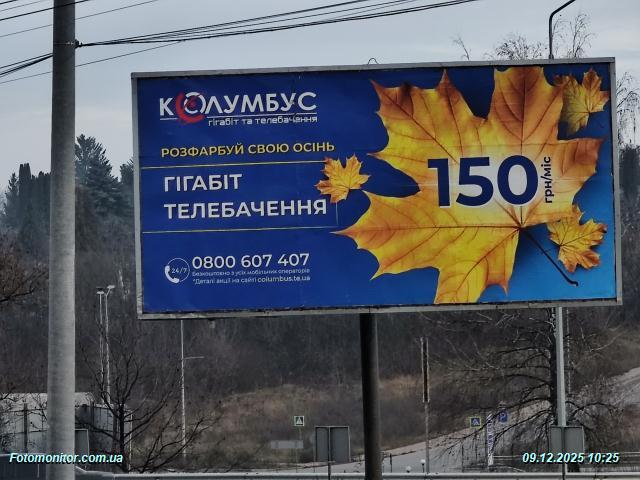 КОЛУМБУС
гігабіт та телебачення
РОЗФАРБУЙ СВОЮ ОСІНЬ
ГІГАБІТ
ТЕЛЕБАЧЕННЯ
150 грн/міс
24/7
0800 607 407
Безкоштовно з усіх мобільних операторів
*Деталі акції на сайті columbus.te.ua
Fotomonitor.com.ua
09.12.2025 10:25